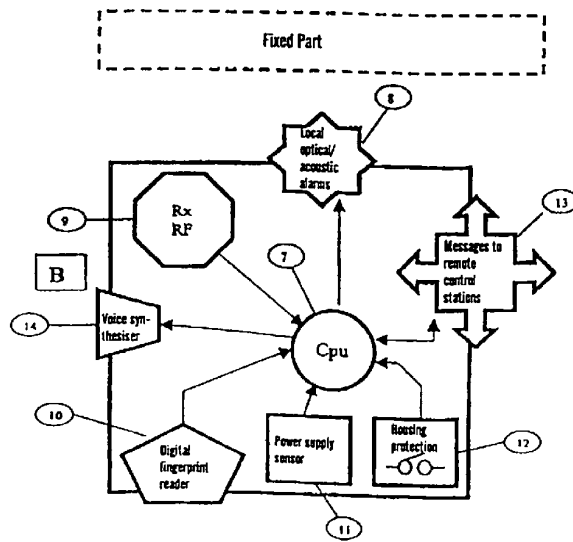 Fixed Part
8
Local
optical/
acoustic
alarms
9
Rx
RF
13
Messages to
remote
control
stations
B
7
14
Voice syn-
thesiser
Cpu
10
Digital
fingerprint
reader
Power supply
sensor
Housing
protection
12
11